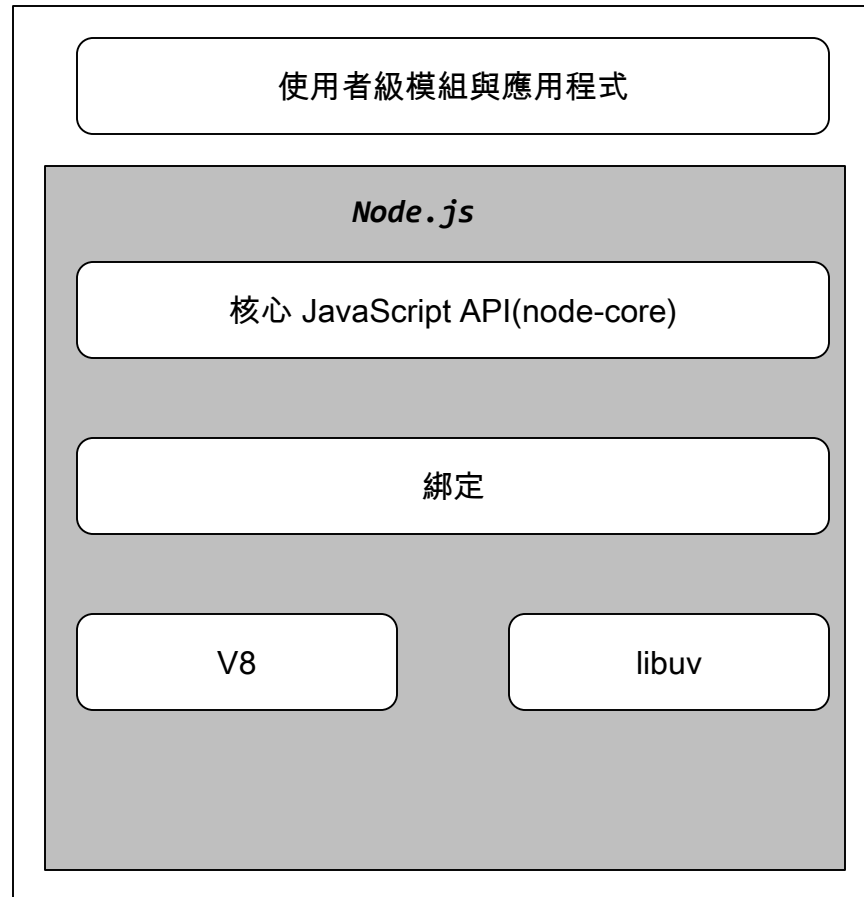 使用者級模組與應用程式
Node.js
核心 JavaScript API(node-core)
綁定
V8
libuv